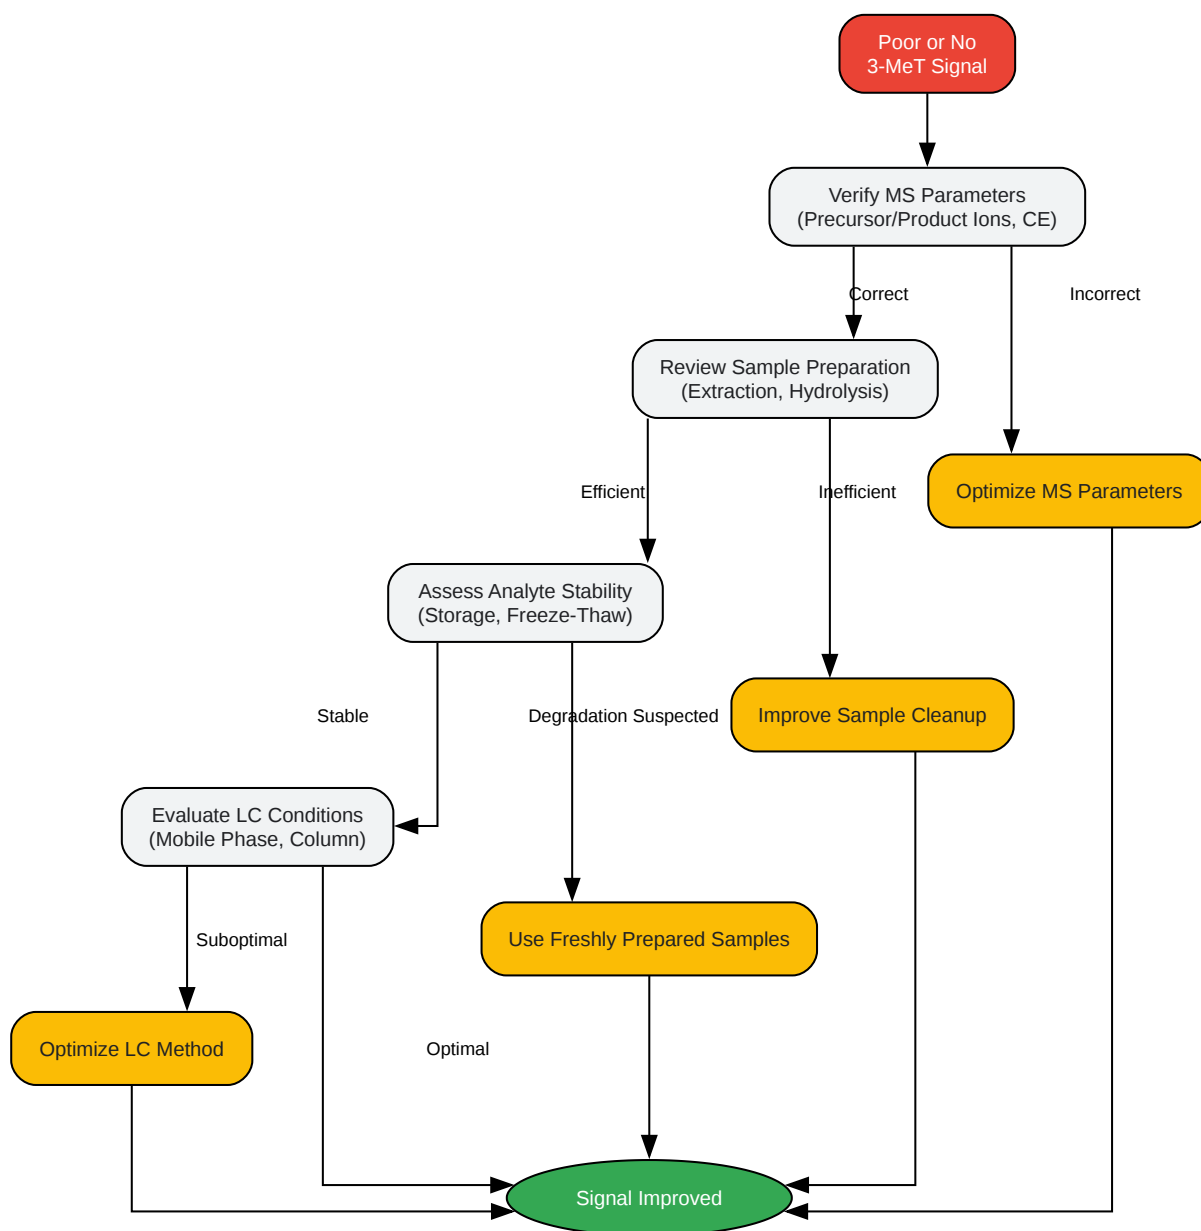 Poor or No
3-MeT Signal
Verify MS Parameters
(Precursor/Product Ions, CE)
Correct
Incorrect
Review Sample Preparation
(Extraction, Hydrolysis)
Efficient
Inefficient
Optimize MS Parameters
Assess Analyte Stability
(Storage, Freeze-Thaw)
Stable
Degradation Suspected
Improve Sample Cleanup
Evaluate LC Conditions
(Mobile Phase, Column)
Suboptimal
Use Freshly Prepared Samples
Optimize LC Method
Optimal
Signal Improved